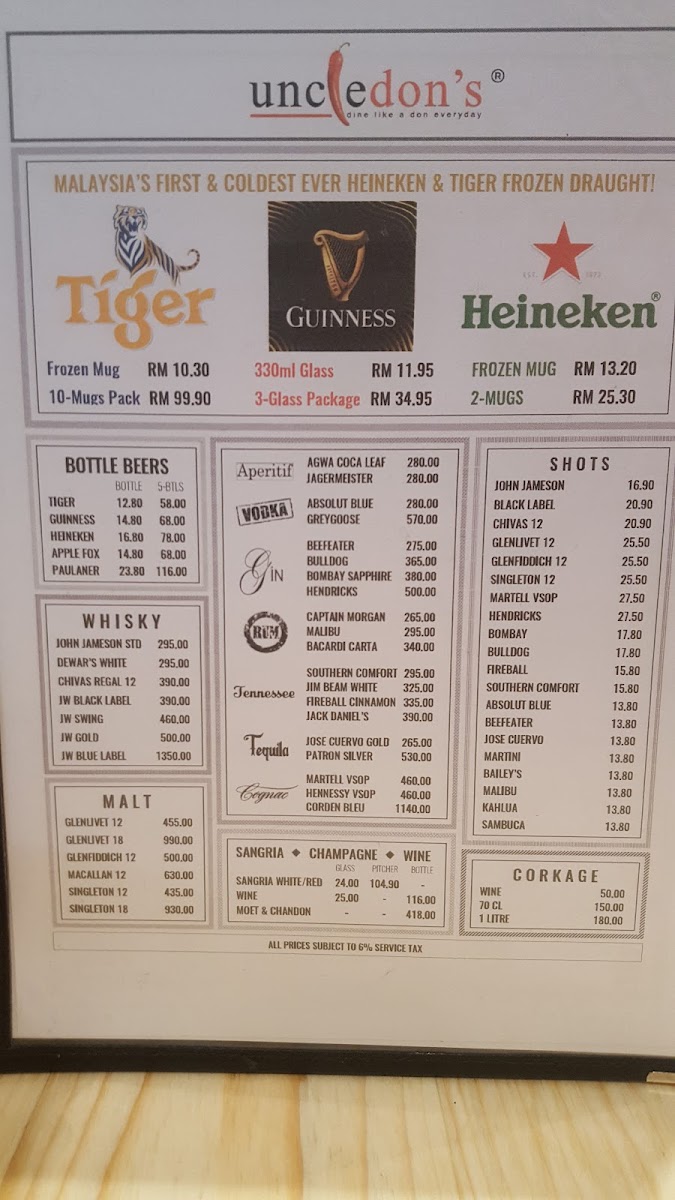 uncledon's ®
dine like a don everyday
MALAYSIA'S FIRST & COLDEST EVER HEINEKEN & TIGER FROZEN DRAUGHT!
Tiger
Frozen Mug RM 10.30
10-Mugs Pack RM 99.90
GUINNESS
330ml Glass RM 11.95
3-Glass Package RM 34.95
EST. 1873
Heineken®
FROZEN MUG RM 13.20
2-MUGS RM 25.30
BOTTLE BEERS
BOTTLE 5-BTLS
TIGER 12.80 58.00
GUINNESS 14.80 68.00
HEINEKEN 16.80 78.00
APPLE FOX 14.80 68.00
PAULANER 23.80 116.00
WHISKY
JOHN JAMESON STD 295.00
DEWAR'S WHITE 295.00
CHIVAS REGAL 12 390.00
JW BLACK LABEL 390.00
JW SWING 460.00
JW GOLD 500.00
JW BLUE LABEL 1350.00
MALT
GLENLIVET 12 455.00
GLENLIVET 18 990.00
GLENFIDDICH 12 500.00
MACALLAN 12 630.00
SINGLETON 12 435.00
SINGLETON 18 930.00
Aperitif
AGWA COCA LEAF 280.00
JAGERMEISTER 280.00
VODKA
ABSOLUT BLUE 280.00
GREYGOOSE 570.00
GIN
BEEFEATER 275.00
BULLDOG 365.00
BOMBAY SAPPHIRE 380.00
HENDRICKS 500.00
RUM
CAPTAIN MORGAN 265.00
MALIBU 295.00
BACARDI CARTA 340.00
Tennessee
SOUTHERN COMFORT 295.00
JIM BEAM WHITE 325.00
FIREBALL CINNAMON 335.00
JACK DANIEL'S 390.00
Tequila
JOSE CUERVO GOLD 265.00
PATRON SILVER 530.00
Cognac
MARTELL VSOP 460.00
HENNESSY VSOP 460.00
CORDEN BLEU 1140.00
SANGRIA ◆ CHAMPAGNE ◆ WINE
GLASS PITCHER BOTTLE
SANGRIA WHITE/RED 24.00 104.90 -
WINE 25.00 - 116.00
MOET & CHANDON - - 418.00
SHOTS
JOHN JAMESON 16.90
BLACK LABEL 20.90
CHIVAS 12 20.90
GLENLIVET 12 25.50
GLENFIDDICH 12 25.50
SINGLETON 12 25.50
MARTELL VSOP 27.50
HENDRICKS 27.50
BOMBAY 17.80
BULLDOG 17.80
FIREBALL 15.80
SOUTHERN COMFORT 15.80
ABSOLUT BLUE 13.80
BEEFEATER 13.80
JOSE CUERVO 13.80
MARTINI 13.80
BAILEY'S 13.80
MALIBU 13.80
KAHLUA 13.80
SAMBUCA 13.80
CORKAGE
WINE 50.00
70 CL 150.00
1 LITRE 180.00
ALL PRICES SUBJECT TO 6% SERVICE TAX